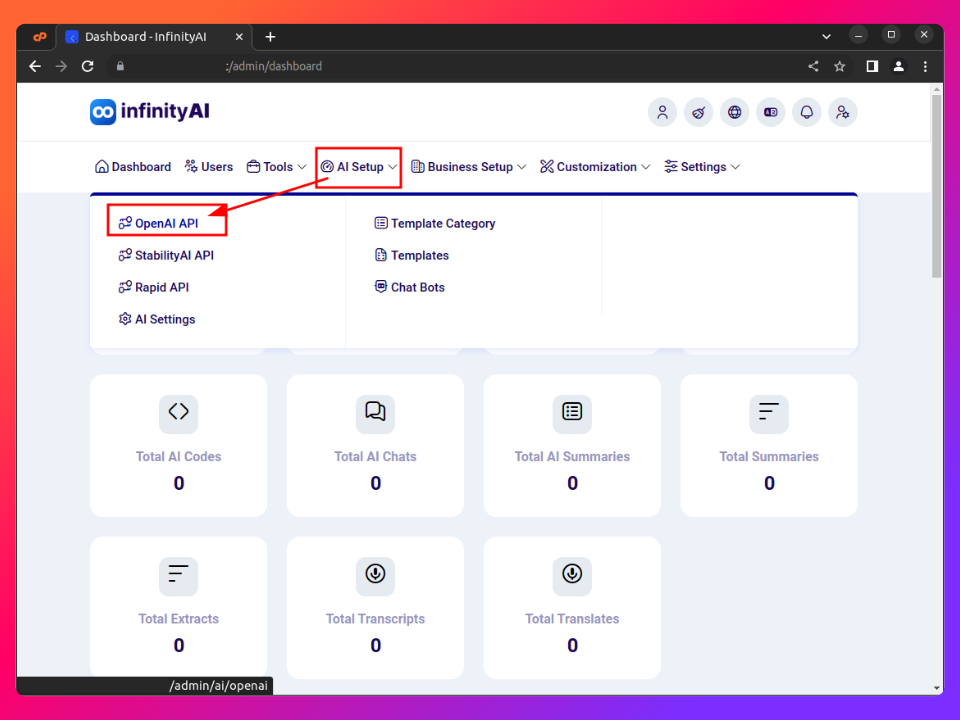 Dashboard - InfinityAI
:/admin/dashboard
infinityAI
Dashboard Users Tools AI Setup Business Setup Customization Settings
OpenAI API
StabilityAI API
Rapid API
AI Settings
Template Category
Templates
Chat Bots
Total AI Codes
0
Total AI Chats
0
Total AI Summaries
0
Total Summaries
0
Total Extracts
0
Total Transcripts
0
Total Translates
0
/admin/ai/openai